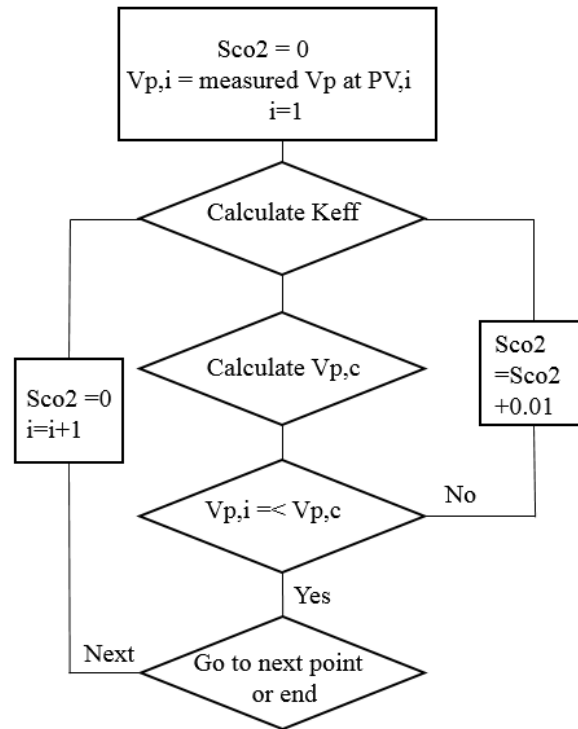 Sco2 = 0
Vp,i = measured Vp at PV,i
i=1
Calculate Keff
Calculate Vp,c
Sco2
=Sco2
+0.01
Sco2 =0
i=i+1
Vp,i =< Vp,c
No
Yes
Next
Go to next point
or end